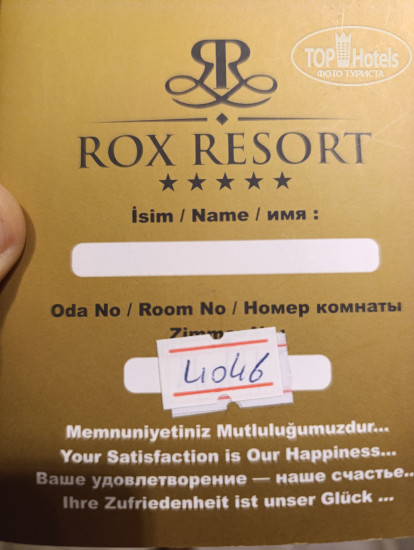 TOP Hotels
ФОТО ТУРИСТА
RR
ROX RESORT
★★★★★
İsim / Name / имя :
Oda No / Room No / Номер комнаты
4046
Memnuniyetiniz Mutluluğumuzdur...
Your Satisfaction is Our Happiness...
Ваше удовлетворение — наше счастье..
Ihre Zufriedenheit ist unser Glück ...